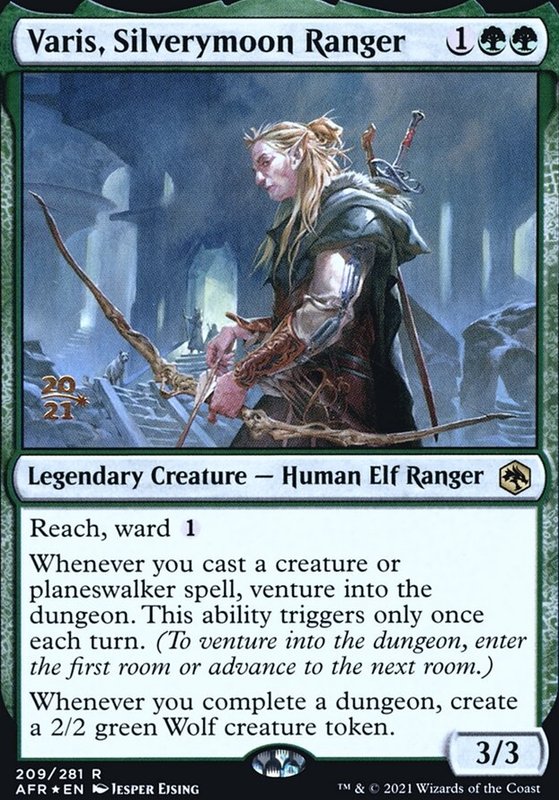 Varis, Silverymoon Ranger 1
20
21
Legendary Creature — Human Elf Ranger
Reach, ward 1
Whenever you cast a creature or
planeswalker spell, venture into the
dungeon. This ability triggers only once
each turn. (To venture into the dungeon, enter
the first room or advance to the next room.)
Whenever you complete a dungeon, create
a 2/2 green Wolf creature token.
3/3
209/281 R
AFR★EN Jesper Ejsing
™ & © 2021 Wizards of the Coast